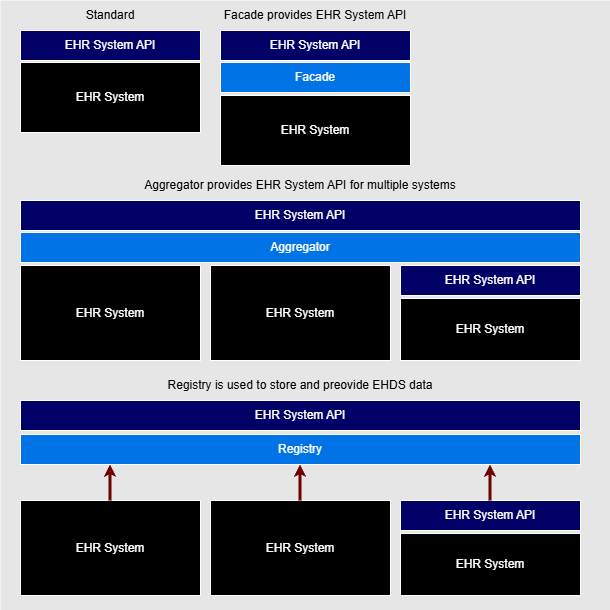 Standard
Facade provides EHR System API
EHR System API
EHR System API
EHR System
Facade
EHR System
Aggregator provides EHR System API for multiple systems
EHR System API
Aggregator
EHR System
EHR System
EHR System API
EHR System
Registry is used to store and preovide EHDS data
EHR System API
Registry
EHR System
EHR System
EHR System API
EHR System